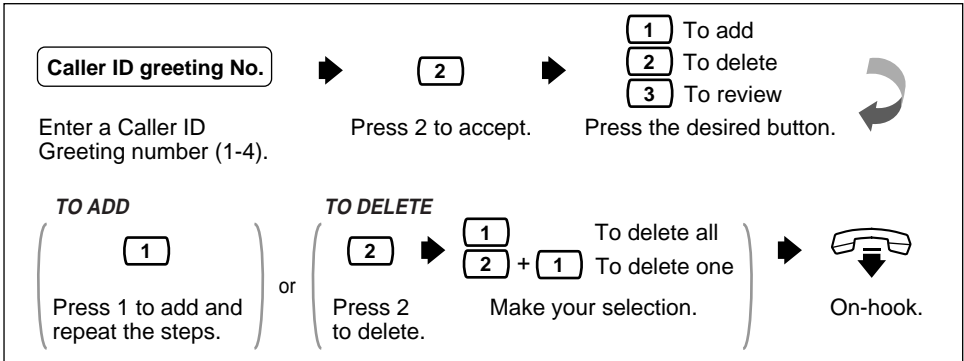 Caller ID greeting No.
2
1 To add
2 To delete
3 To review
Enter a Caller ID
Greeting number (1-4).
Press 2 to accept.
Press the desired button.
TO ADD
1
Press 1 to add and
repeat the steps.
or
TO DELETE
2
Press 2
to delete.
1 To delete all
2 + 1 To delete one
Make your selection.
On-hook.